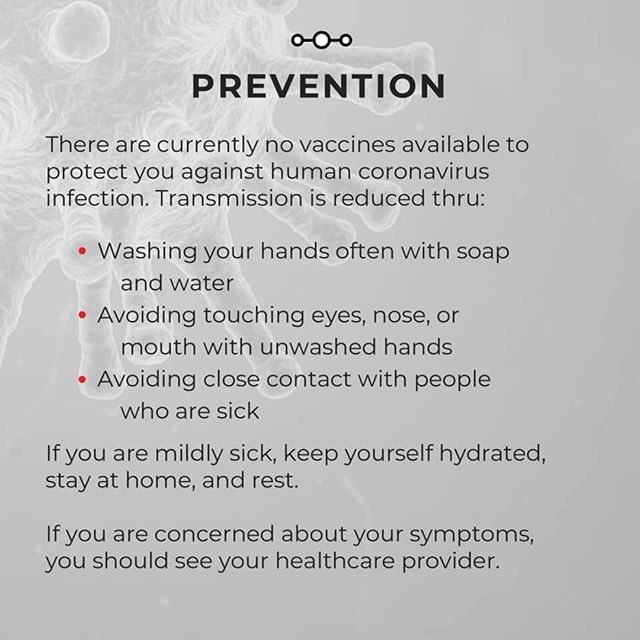 PREVENTION
There are currently no vaccines available to
protect you against human coronavirus
infection. Transmission is reduced thru:
• Washing your hands often with soap
and water
• Avoiding touching eyes, nose, or
mouth with unwashed hands
• Avoiding close contact with people
who are sick
If you are mildly sick, keep yourself hydrated,
stay at home, and rest.
If you are concerned about your symptoms,
you should see your healthcare provider.